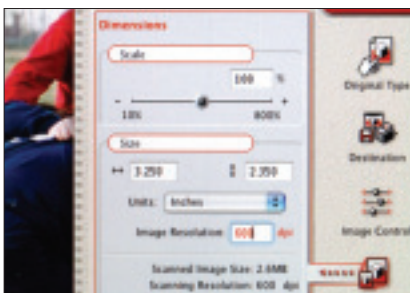 Dimensions
Scale
100 %
- +
10% 800%
Size
3.250 2.350
Units: Inches
Image Resolution 600 dpi
Scanned Image Size: 2.6MB
Scanning Resolution: 600 dpi
Original Type
Destination
Image Control